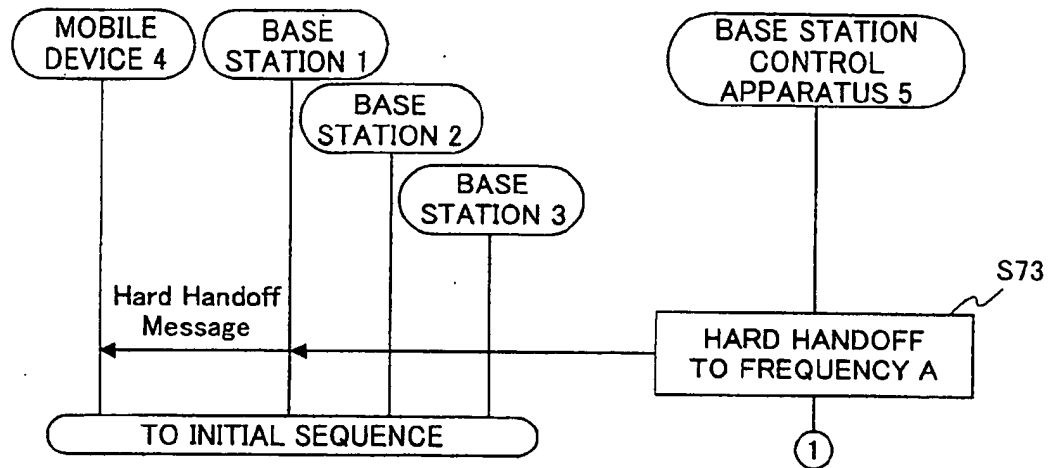 MOBILE
DEVICE 4
BASE
STATION 1
BASE
STATION 2
BASE
STATION 3
BASE STATION
CONTROL
APPARATUS 5
S73
Hard Handoff
Message
HARD HANDOFF
TO FREQUENCY A
TO INITIAL SEQUENCE
1